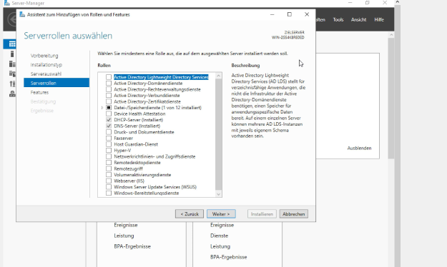 Server Manager
Assistent zum Hinzufügen von Rollen und Features
Tools Ansicht Hilfe
Serverrollen auswählen
ZIELSERVER
Vorbereitung
Installationstyp
Serverauswahl
Serverrollen
Features
Bestätigung
Ergebnisse
Wählen Sie mindestens eine Rolle aus, die auf dem ausgewählten Server installiert werden soll.
Rollen
Active Directory Lightweight Directory Services
Active Directory-Domänendienste
Active Directory-Rechteverwaltungsdienste
Active Directory-Verbunddienste
Active Directory-Zertifikatdienste
Datei-/Speicherdienste (1 von 12 installiert)
Device Health Attestation
DHCP-Server (Installiert)
DNS-Server (Installiert)
Druck- und Dokumentdienste
Faxserver
Host Guardian-Dienst
Hyper-V
Netzwerkrichtlinien- und Zugriffsdienste
Remotedesktopdienste
Remotezugriff
Volumenaktivierungsdienste
Webserver (IIS)
Windows Server Update Services (WSUS)
Windows-Bereitstellungsdienste
Beschreibung
Active Directory Lightweight
Directory Services (AD LDS) stellt für
verzeichnisfähige Anwendungen, die
nicht die Infrastruktur der Active
Directory-Domänendienste
benötigen, einen Speicher für
anwendungsspezifische Daten
bereit. Auf einem einzelnen Server
können mehrere AD LDS-Instanzen
mit jeweils eigenem Schema
vorhanden sein.
Ausblenden
< Zurück
Weiter >
Installieren
Abbrechen
Ereignisse
Leistung
BPA-Ergebnisse
Ereignisse
Dienste
Leistung
BPA-Ergebnisse